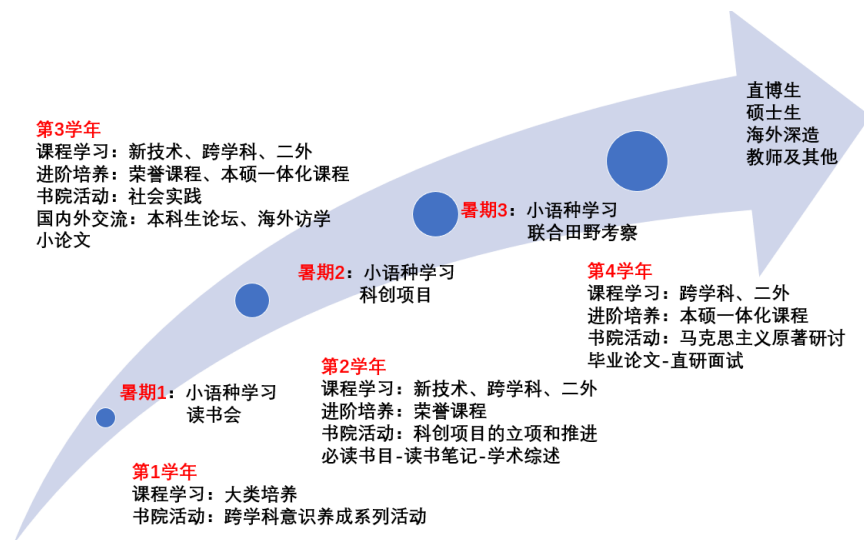 直博生
硕士生
海外深造
教师及其他
第3学年
课程学习：新技术、跨学科、二外
进阶培养：荣誉课程、本硕一体化课程
书院活动：社会实践
国内外交流：本科生论坛、海外访学
小论文
暑期3：小语种学习
联合田野考察
暑期2：小语种学习
科创项目
第4学年
课程学习：跨学科、二外
进阶培养：本硕一体化课程
书院活动：马克思主义原著研讨
毕业论文-直研面试
第2学年
课程学习：新技术、跨学科、二外
进阶培养：荣誉课程
书院活动：科创项目的立项和推进
必读书目-读书笔记-学术综述
暑期1：小语种学习
读书会
第1学年
课程学习：大类培养
书院活动：跨学科意识养成系列活动